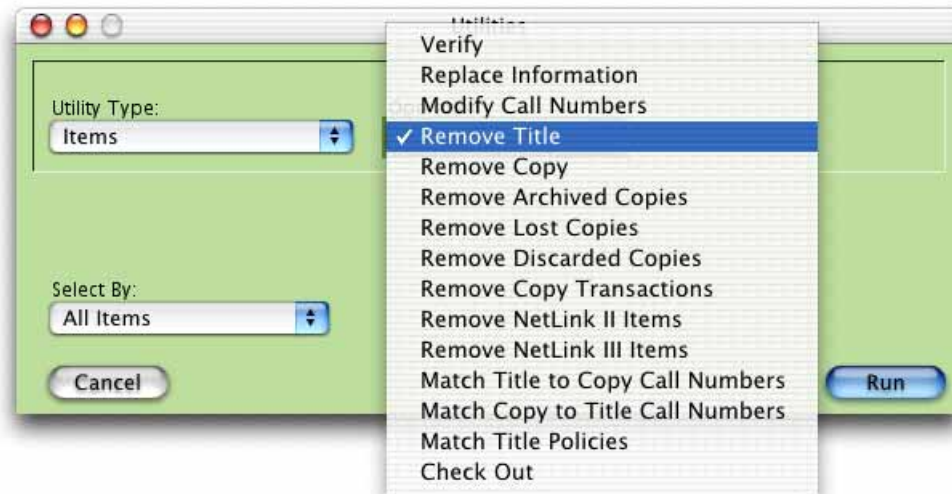 Utilities
Utility Type:
Items
Select By:
All Items
Cancel
Verify
Replace Information
Modify Call Numbers
✓ Remove Title
Remove Copy
Remove Archived Copies
Remove Lost Copies
Remove Discarded Copies
Remove Copy Transactions
Remove NetLink II Items
Remove NetLink III Items
Match Title to Copy Call Numbers
Match Copy to Title Call Numbers
Match Title Policies
Check Out
Run